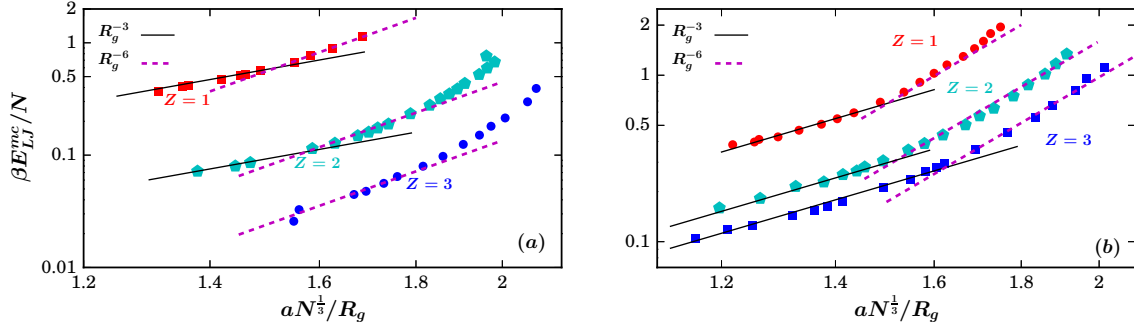 2
R_g^{-3}
1
R_g^{-6}
0.5
Z = 1
Z = 2
0.1
Z = 3
0.01
(a)
1.2 1.4 1.6 1.8 2
aN^{1/3}/R_g
βE_{LJ}^{mc}/N
2
R_g^{-3}
Z = 1
R_g^{-6}
1
Z = 2
0.5
Z = 3
0.1
(b)
1.2 1.4 1.6 1.8 2
aN^{1/3}/R_g